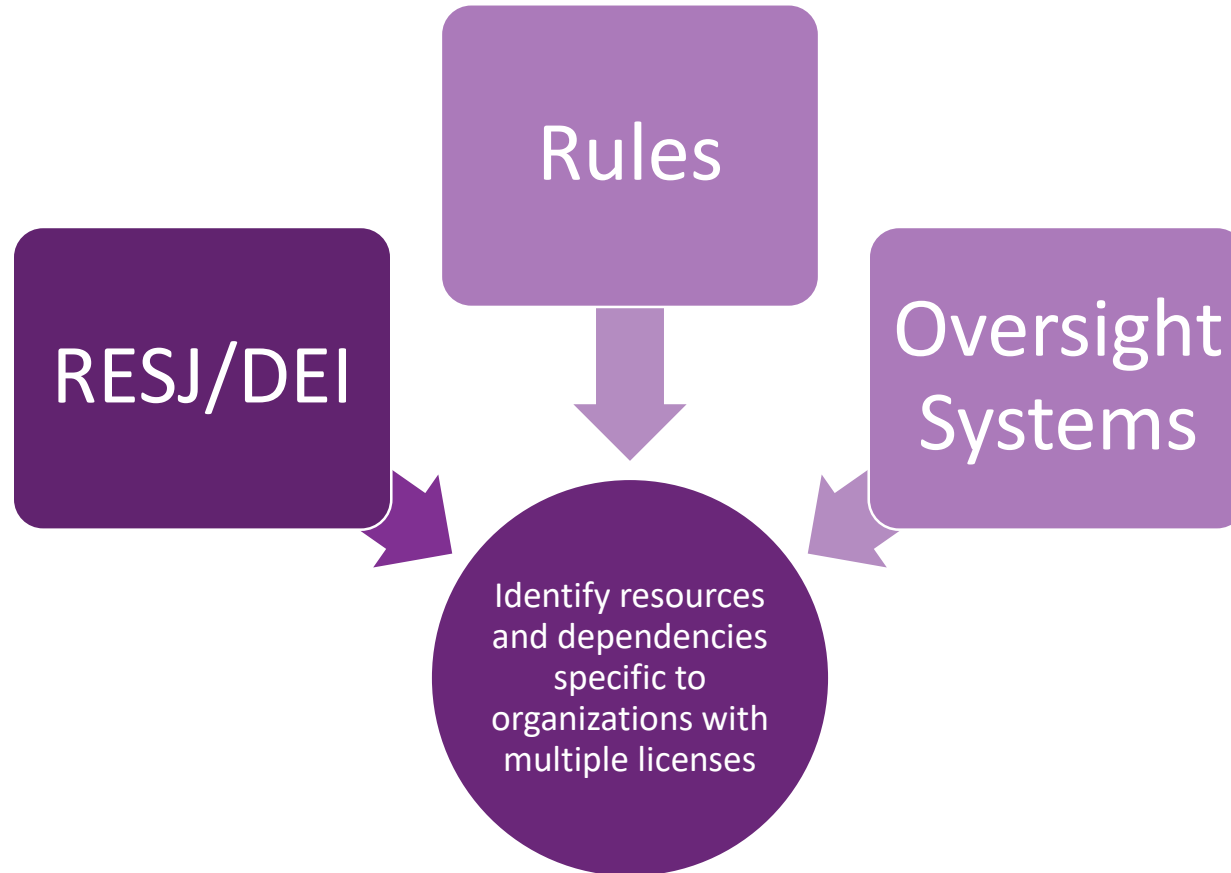 Rules
RESJ/DEI
Oversight
Systems
Identify resources
and dependencies
specific to
organizations with
multiple licenses